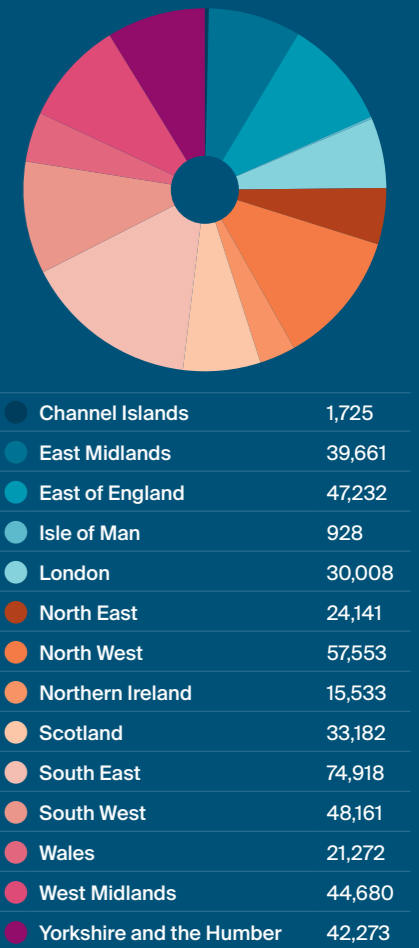 Channel Islands 1,725
East Midlands 39,661
East of England 47,232
Isle of Man 928
London 30,008
North East 24,141
North West 57,553
Northern Ireland 15,533
Scotland 33,182
South East 74,918
South West 48,161
Wales 21,272
West Midlands 44,680
Yorkshire and the Humber 42,273